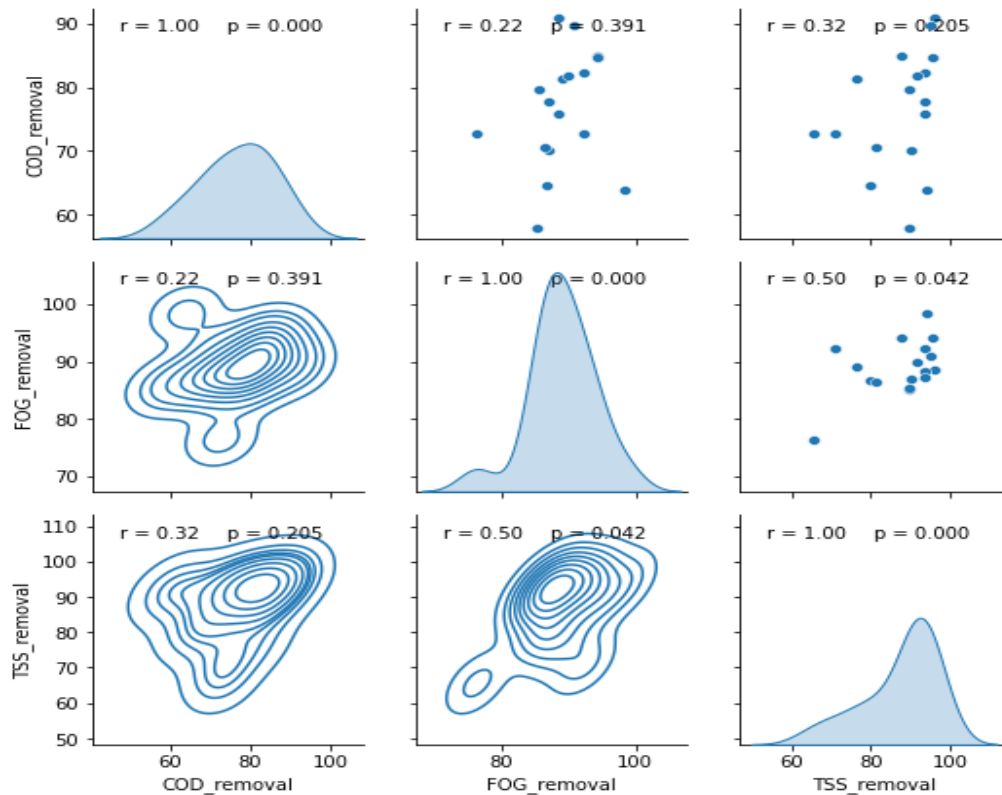 90
80
70
60
COD_removal
r = 1.00 p = 0.000
r = 0.22 p = 0.391
r = 0.32 p = 0.205
100
90
80
70
FOG_removal
r = 0.22 p = 0.391
r = 1.00 p = 0.000
r = 0.50 p = 0.042
110
100
90
80
70
60
50
TSS_removal
r = 0.32 p = 0.205
r = 0.50 p = 0.042
r = 1.00 p = 0.000
60 80 100
80 100
60 80 100
COD_removal
FOG_removal
TSS_removal